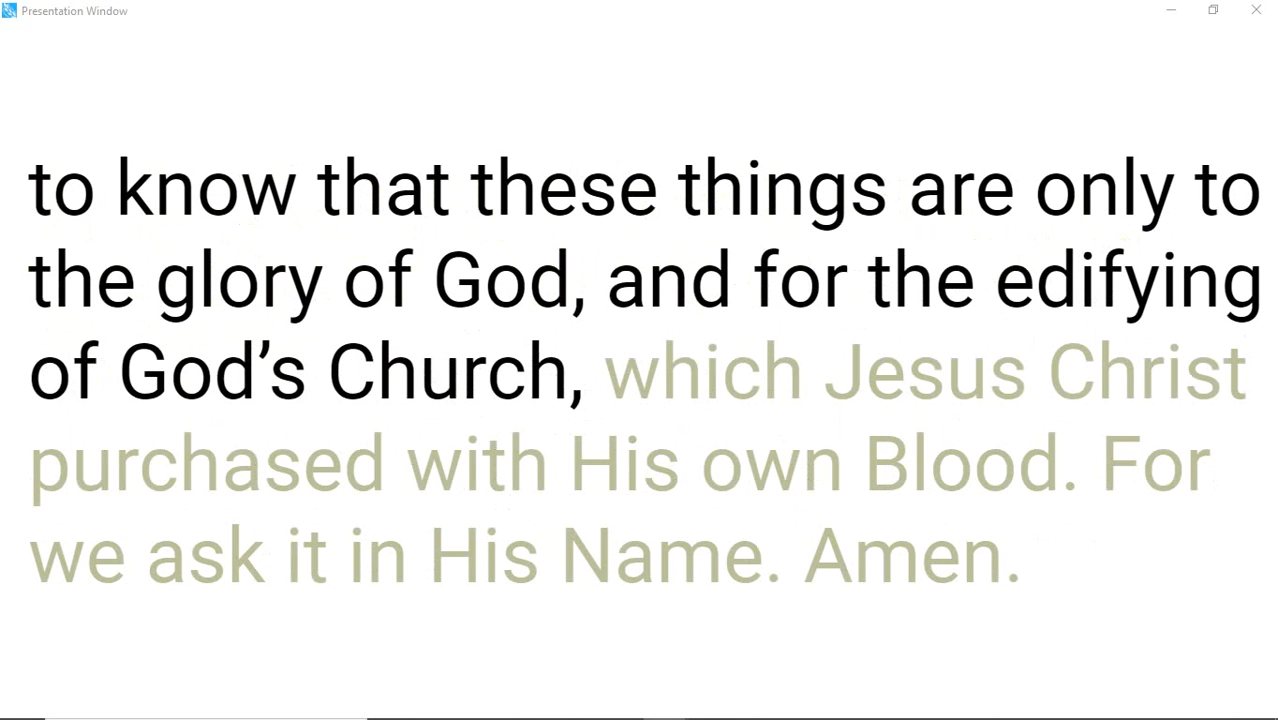 Presentation Window
to know that these things are only to
the glory of God, and for the edifying
of God’s Church, which Jesus Christ
purchased with His own Blood. For
we ask it in His Name. Amen.